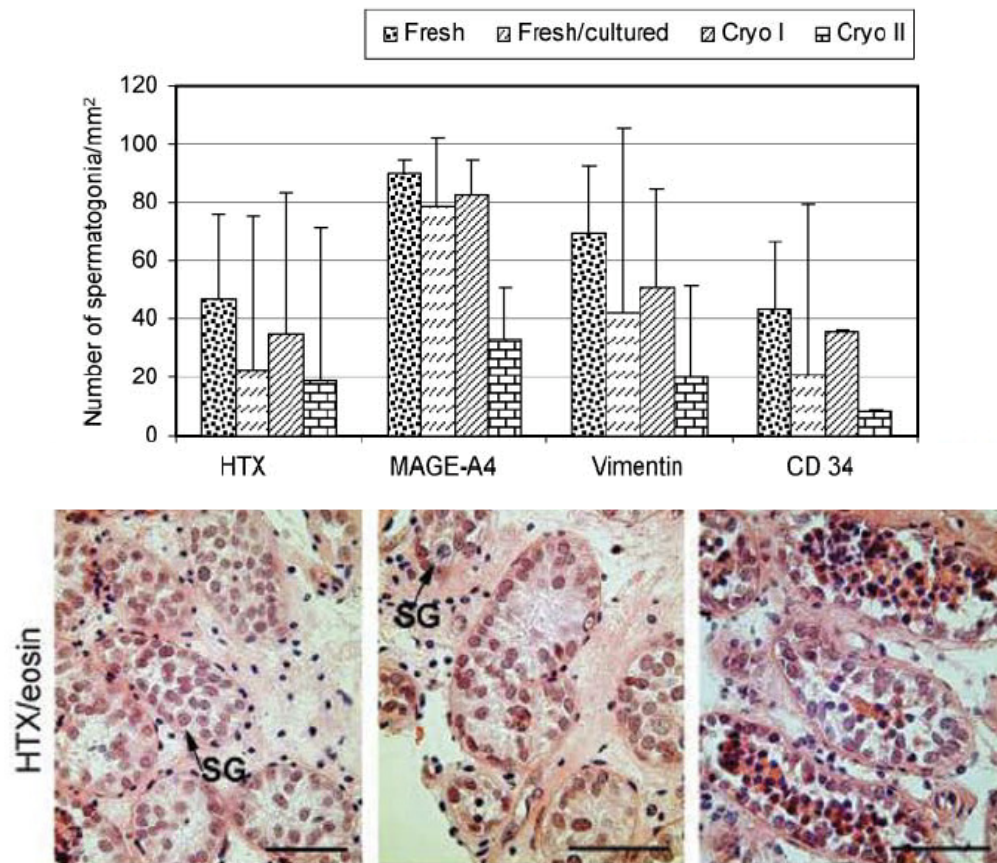 Fresh Fresh/cultured Cryo I Cryo II
Number of spermatogonia/mm²
120
100
80
60
40
20
0
HTX MAGE-A4 Vimentin CD 34
HTX/eosin
SG
SG